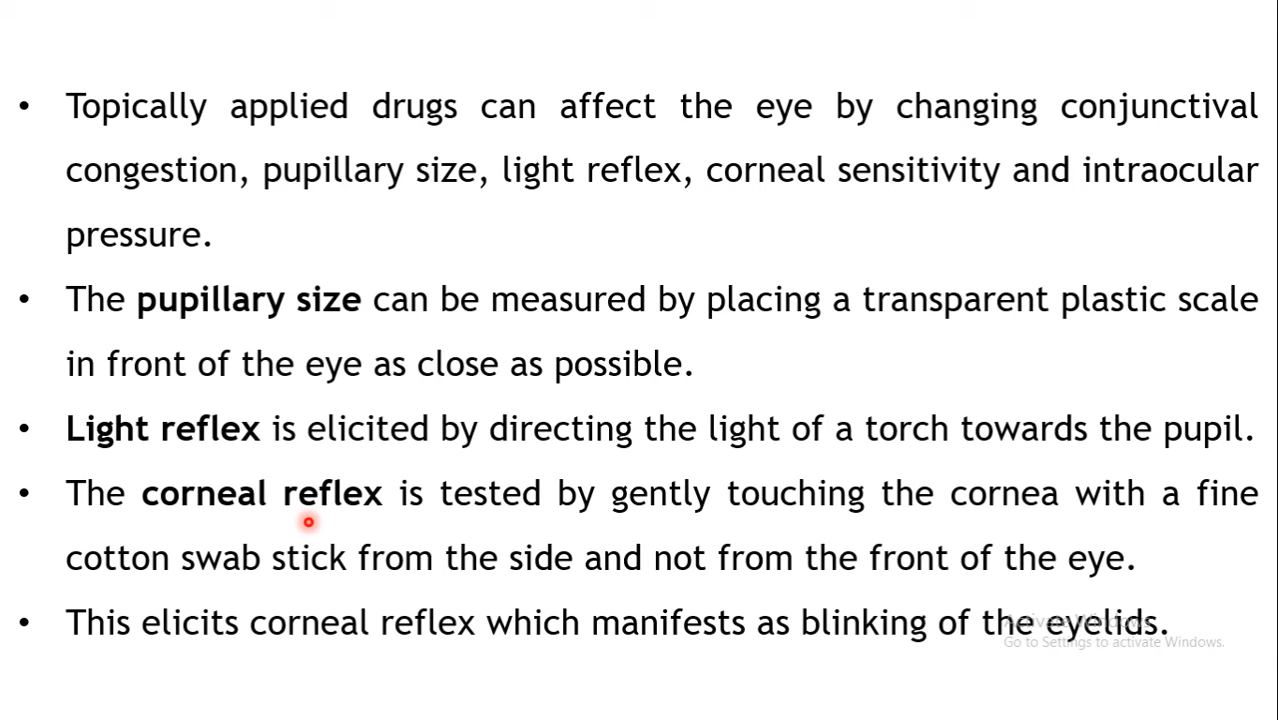 • Topically applied drugs can affect the eye by changing conjunctival
congestion, pupillary size, light reflex, corneal sensitivity and intraocular
pressure.
• The pupillary size can be measured by placing a transparent plastic scale
in front of the eye as close as possible.
• Light reflex is elicited by directing the light of a torch towards the pupil.
• The corneal reflex is tested by gently touching the cornea with a fine
cotton swab stick from the side and not from the front of the eye.
• This elicits corneal reflex which manifests as blinking of the eyelids.
Activate Windows
Go to Settings to activate Windows.